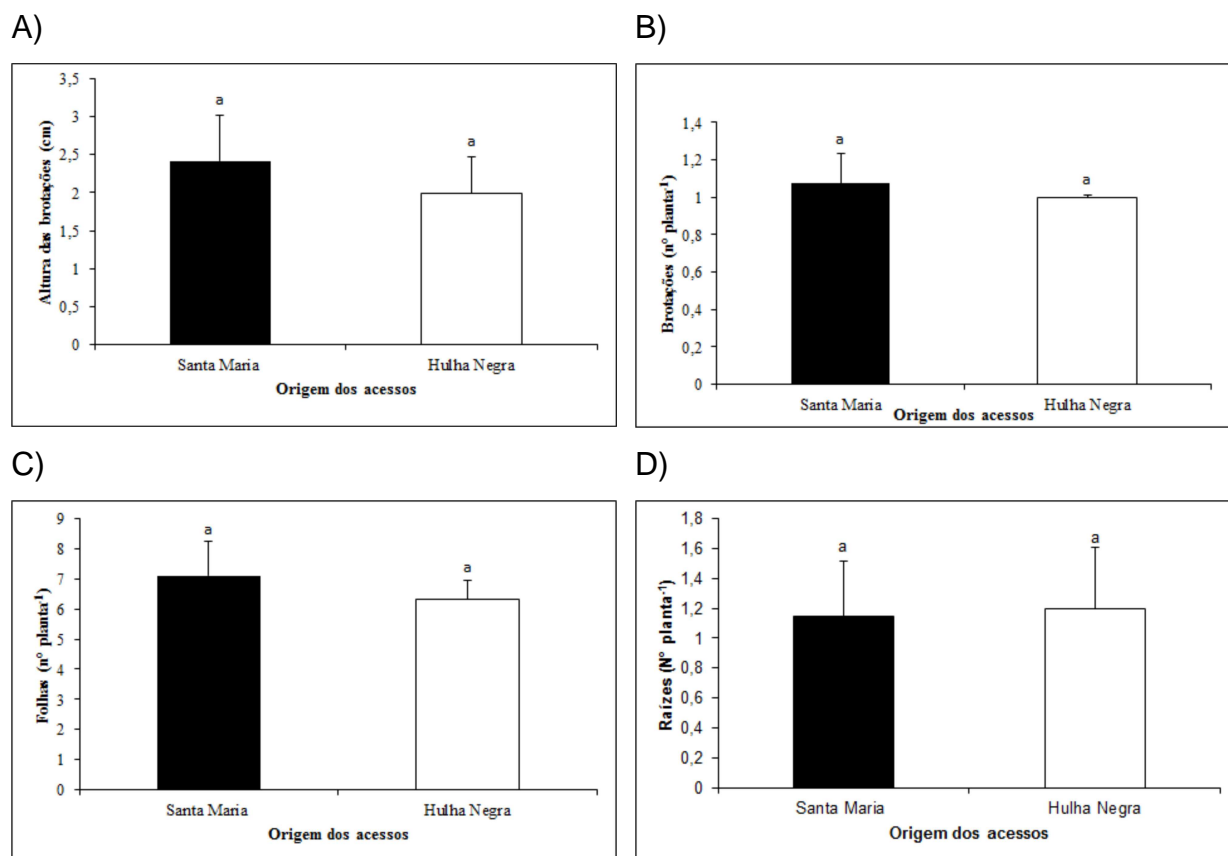 A)
Altura das brotações (cm)
3,5
3
2,5
2
1,5
1
0,5
0
a
a
Santa Maria
Hulha Negra
Origem dos acessos
B)
Brotações (n° planta⁻¹)
1,4
1,2
1
0,8
0,6
0,4
0,2
0
a
a
Santa Maria
Hulha Negra
Origem dos acessos
C)
Folhas (n° planta⁻¹)
9
8
7
6
5
4
3
2
1
0
a
a
Santa Maria
Hulha Negra
Origem dos acessos
D)
Raízes (N° planta⁻¹)
1,8
1,6
1,4
1,2
1
0,8
0,6
0,4
0,2
0
a
a
Santa Maria
Hulha Negra
Origem dos acessos